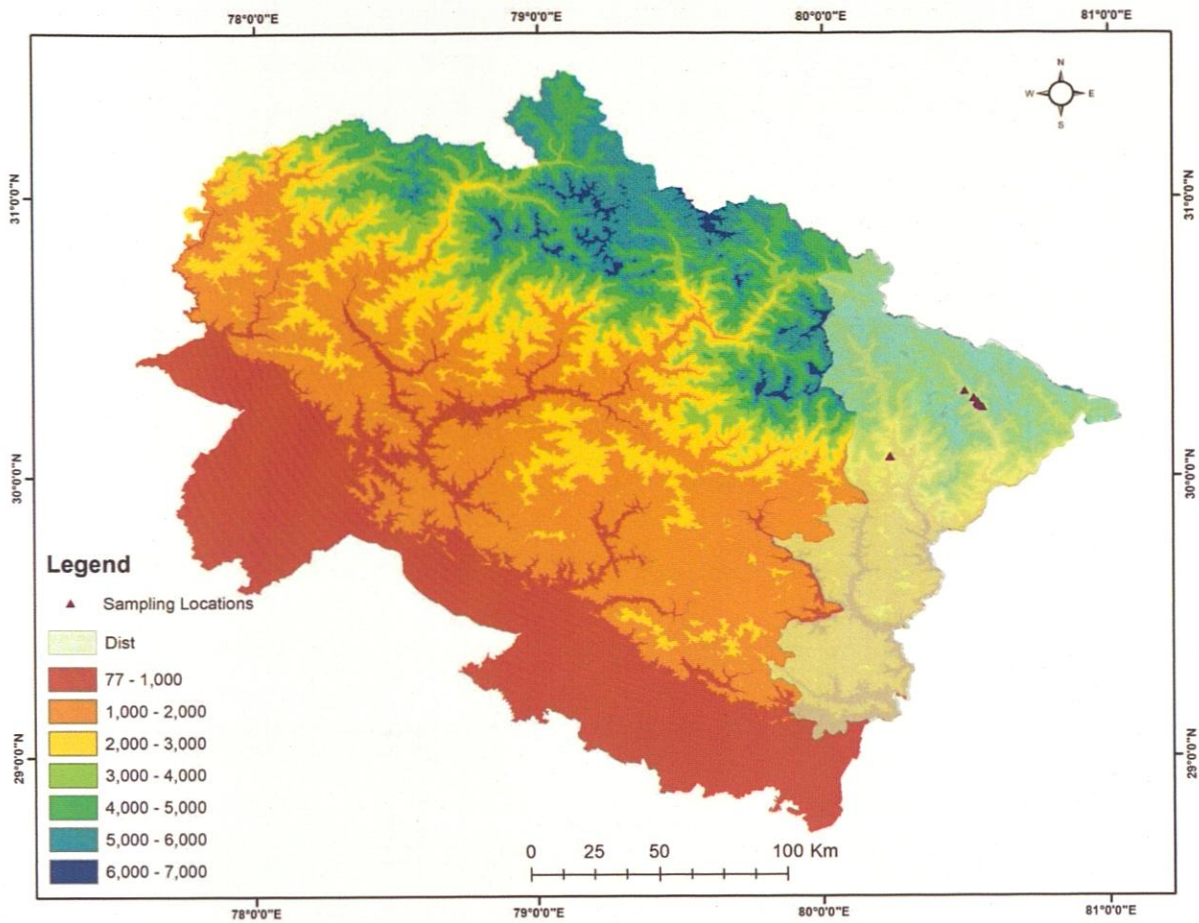 78°0'0"E 79°0'0"E 80°0'0"E 81°0'0"E
N
W E
S
31°0'0"N 31°0'0"N
30°0'0"N 30°0'0"N
29°0'0"N 29°0'0"N
Legend
Sampling Locations
Dist
77 - 1,000
1,000 - 2,000
2,000 - 3,000
3,000 - 4,000
4,000 - 5,000
5,000 - 6,000
6,000 - 7,000
0 25 50 100 Km
78°0'0"E 79°0'0"E 80°0'0"E 81°0'0"E